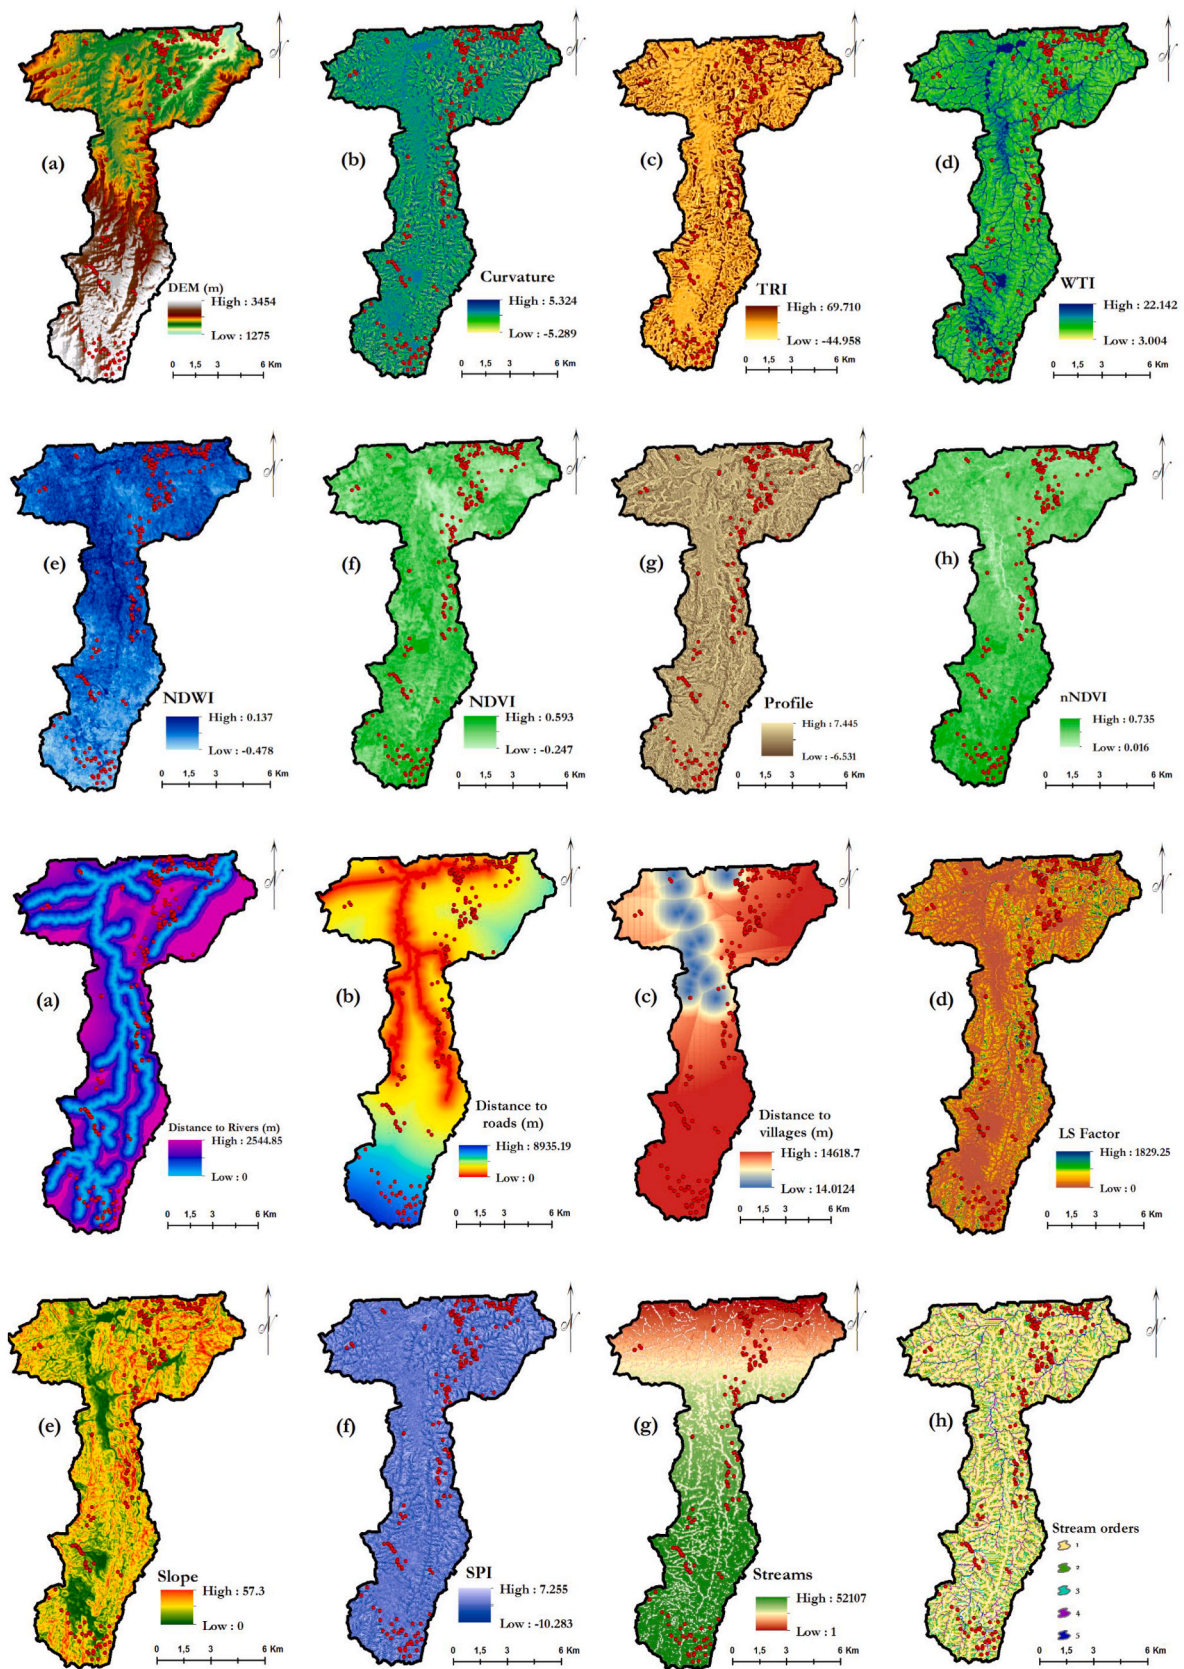 N
N
N
N
(a)
(b)
(c)
(d)
DEM (m)
High : 3454
Low : 1275
0 1,5 3 6 Km
Curvature
High : 5.324
Low : -5.289
0 1,5 3 6 Km
TRI
High : 69.710
Low : -44.958
0 1,5 3 6 Km
WTI
High : 22.142
Low : 3.004
0 1,5 3 6 Km
N
N
N
N
(e)
(f)
(g)
(h)
NDWI
High : 0.137
Low : -0.478
0 1,5 3 6 Km
NDVI
High : 0.593
Low : -0.247
0 1,5 3 6 Km
Profile
High : 7.445
Low : -6.531
0 1,5 3 6 Km
nNDVI
High : 0.735
Low : 0.016
0 1,5 3 6 Km
N
N
N
N
(a)
(b)
(c)
(d)
Distance to Rivers (m)
High : 2544.85
Low : 0
0 1,5 3 6 Km
Distance to
roads (m)
High : 8935.19
Low : 0
0 1,5 3 6 Km
Distance to
villages (m)
High : 14618.7
Low : 14.0124
0 1,5 3 6 Km
LS Factor
High : 1829.25
Low : 0
0 1,5 3 6 Km
N
N
N
N
(e)
(f)
(g)
(h)
Slope
High : 57.3
Low : 0
0 1,5 3 6 Km
SPI
High : 7.255
Low : -10.283
0 1,5 3 6 Km
Streams
High : 52107
Low : 1
0 1,5 3 6 Km
Stream orders
1
2
3
4
5
0 1,5 3 6 Km